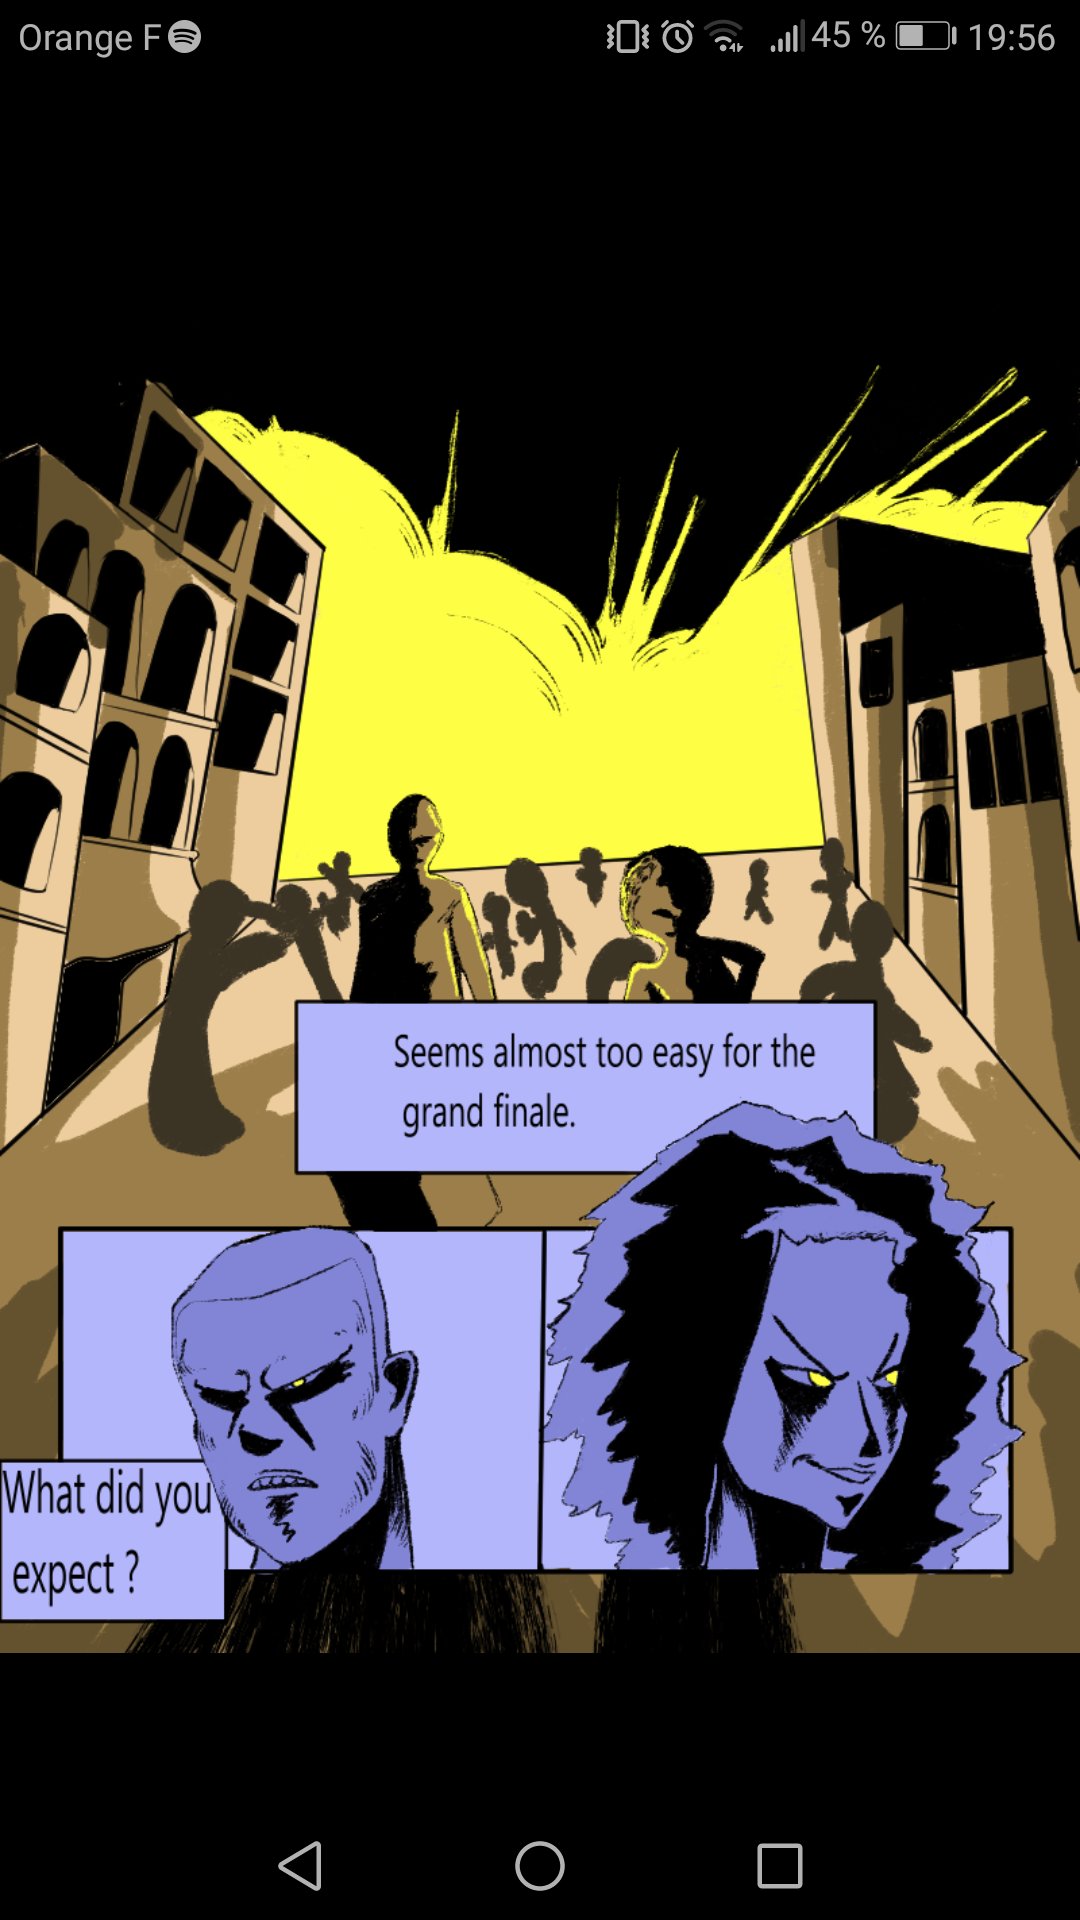 Orange F 45 % 19:56
Seems almost too easy for the
grand finale.
What did you
expect ?